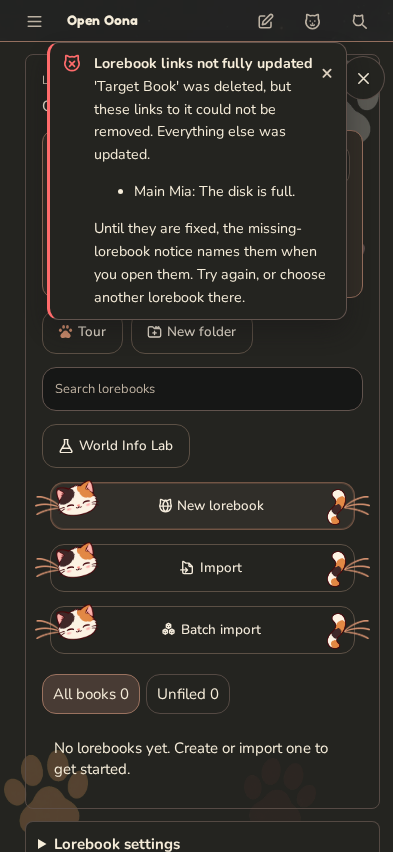 Open Oona
Lorebook links not fully updated
'Target Book' was deleted, but
these links to it could not be
removed. Everything else was
updated.
• Main Mia: The disk is full.
Until they are fixed, the missing-
lorebook notice names them when
you open them. Try again, or choose
another lorebook there.
Tour
New folder
Search lorebooks
World Info Lab
New lorebook
Import
Batch import
All books 0
Unfiled 0
No lorebooks yet. Create or import one to
get started.
Lorebook settings